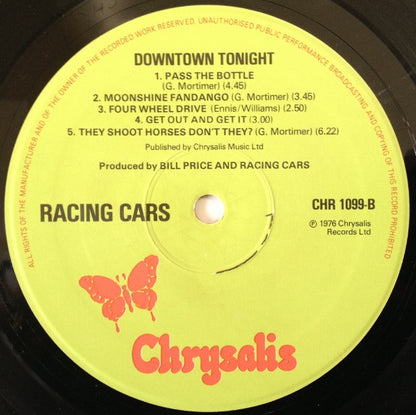 ALL RIGHTS OF THE MANUFACTURER AND OF THE OWNER OF THE RECORDED WORK RESERVED. UNAUTHORISED PUBLIC PERFORMANCE BROADCASTING AND COPYING OF THIS RECORD PROHIBITED
DOWNTOWN TONIGHT
1. PASS THE BOTTLE
(G. Mortimer) (4.45)
2. MOONSHINE FANDANGO (G. Mortimer) (3.45)
3. FOUR WHEEL DRIVE (Ennis/Williams) (2.50)
4. GET OUT AND GET IT (3.00)
5. THEY SHOOT HORSES DON'T THEY? (G. Mortimer) (6.22)
Published by Chrysalis Music Ltd
Produced by BILL PRICE AND RACING CARS
RACING CARS
CHR 1099-B
℗ 1976 Chrysalis
Records Ltd
Chrysalis